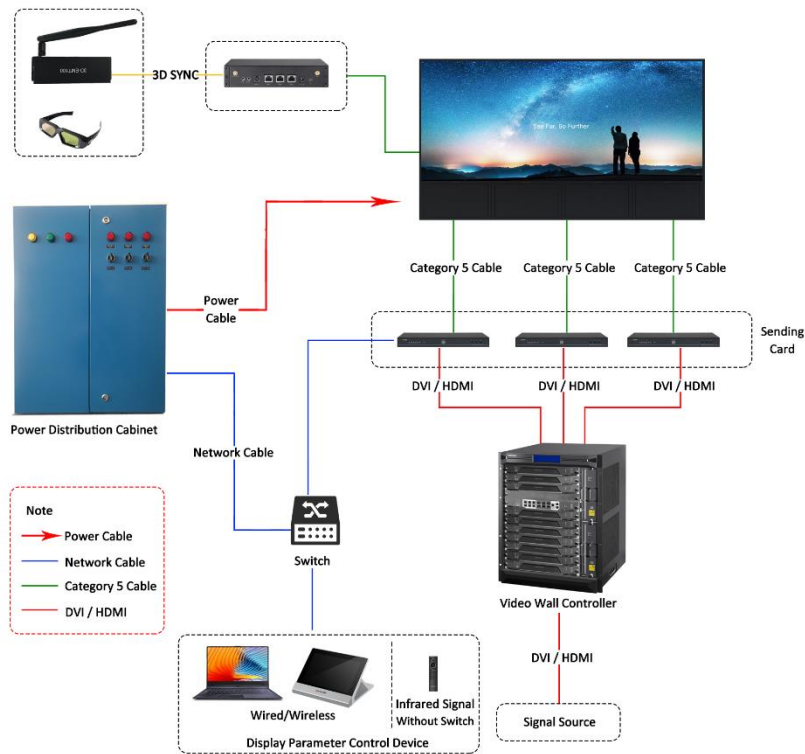 3D EMT100
3D SYNC
See Far, Go Further
Category 5 Cable
Category 5 Cable
Category 5 Cable
Power
Cable
Sending
Card
DVI / HDMI
DVI / HDMI
DVI / HDMI
Power Distribution Cabinet
Network Cable
Note
Power Cable
Network Cable
Category 5 Cable
DVI / HDMI
Switch
Video Wall Controller
DVI / HDMI
Wired/Wireless
Infrared Signal
Without Switch
Signal Source
Display Parameter Control Device